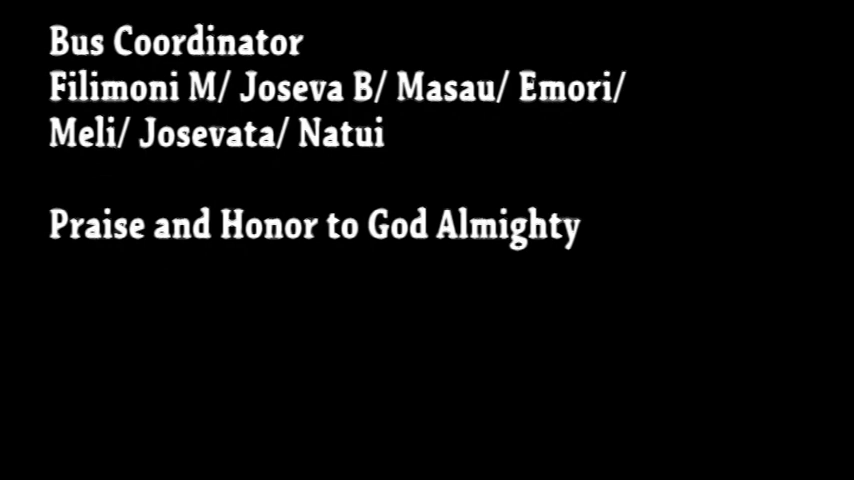 Bus Coordinator
Filimoni M/ Joseva B/ Masau/ Emori/
Meli/ Josevata/ Natui
Praise and Honor to God Almighty